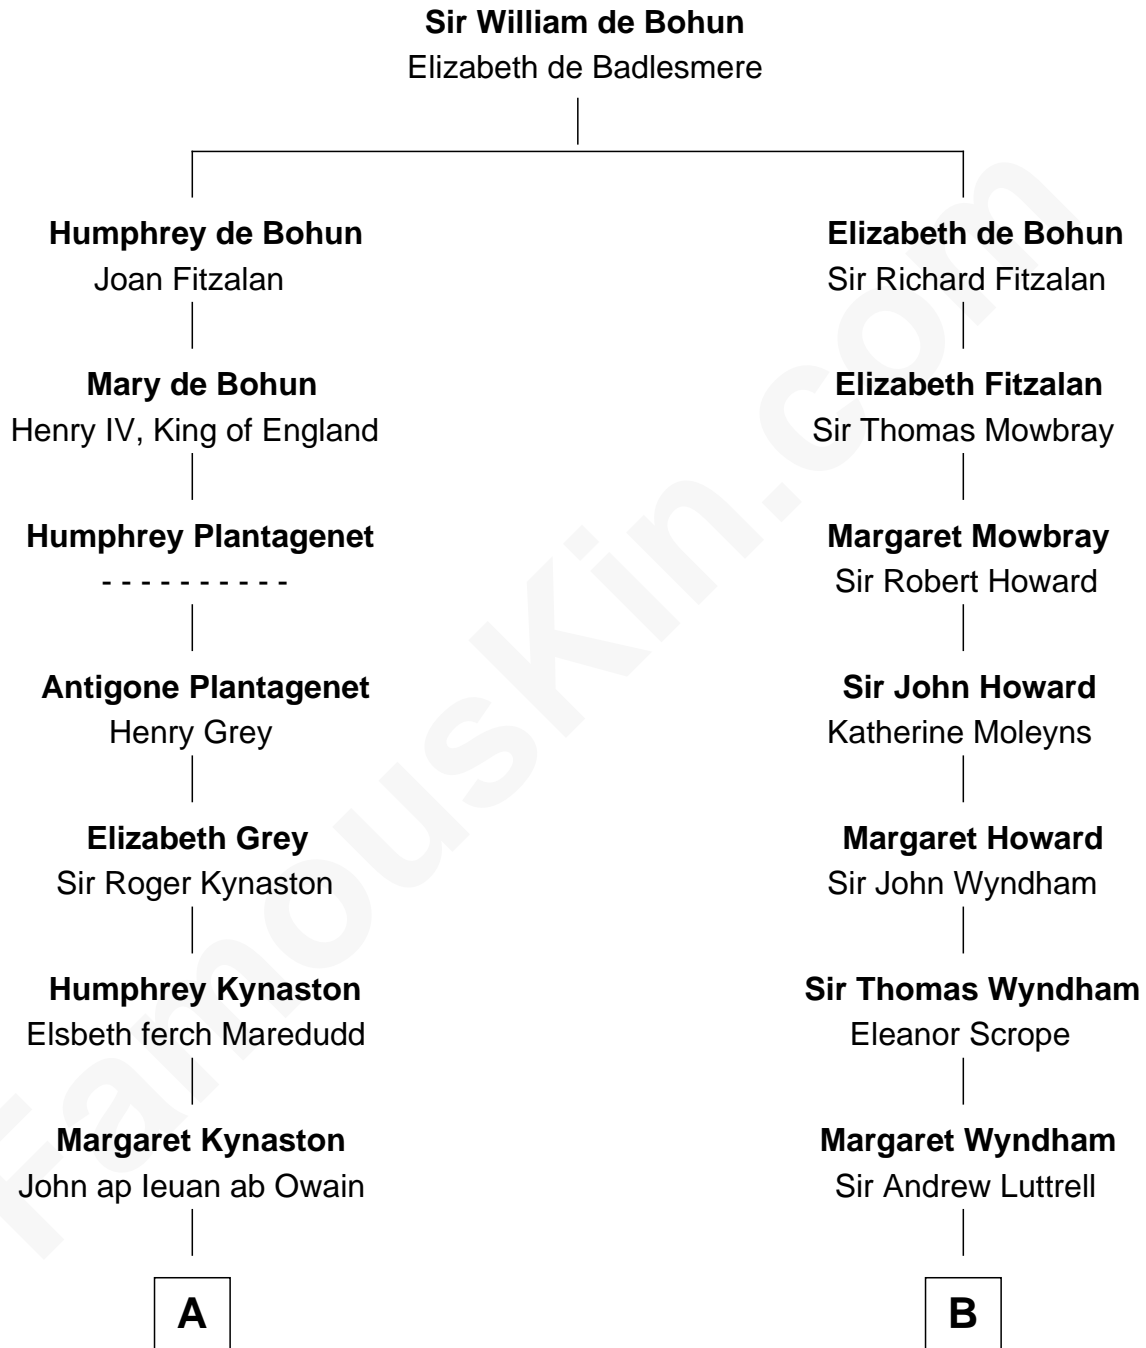 Sir William de Bohun
Elizabeth de Badlesmere
Humphrey de Bohun
Joan Fitzalan
Mary de Bohun
Henry IV, King of England
Humphrey Plantagenet
- - - - - - - - - -
Antigone Plantagenet
Henry Grey
Elizabeth Grey
Sir Roger Kynaston
Humphrey Kynaston
Elsbeth ferch Maredudd
Margaret Kynaston
John ap Ieuan ab Owain
A
Elizabeth de Bohun
Sir Richard Fitzalan
Elizabeth Fitzalan
Sir Thomas Mowbray
Margaret Mowbray
Sir Robert Howard
Sir John Howard
Katherine Moleyns
Margaret Howard
Sir John Wyndham
Sir Thomas Wyndham
Eleanor Scrope
Margaret Wyndham
Sir Andrew Luttrell
B
FamousKin.com